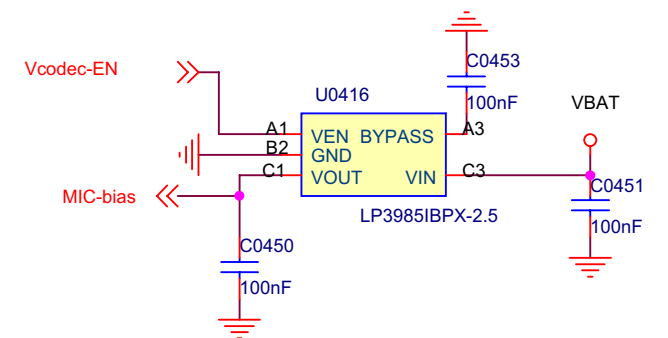 C0453
Vcodec-EN
U0416
100nF
VBAT
A1
VEN
BYPASS
A3
B2
GND
C1
VOUT
VIN
C3
MIC-bias
C0451
LP3985IBPX-2.5
100nF
C0450
100nF